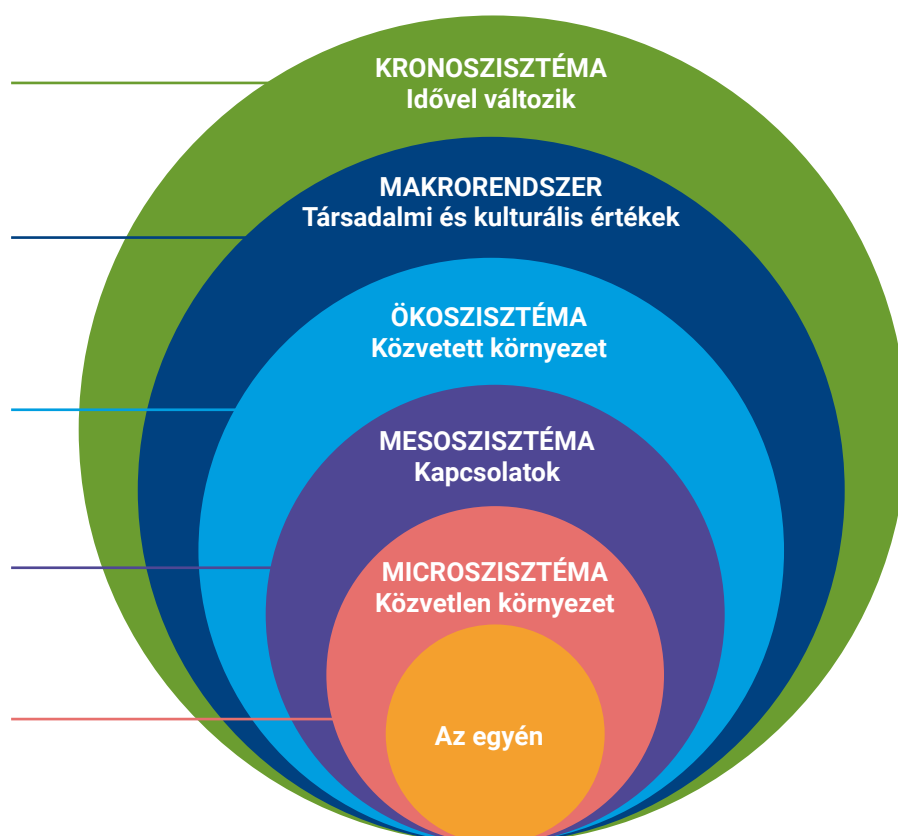 KRONOSZISZTÉMA
Idővel változik
MAKRORENDSZER
Társadalmi és kulturális értékek
ÖKOSZISZTÉMA
Közvetett környezet
MESOSZISZTÉMA
Kapcsolatok
MICROSZISZTÉMA
Közvetlen környezet
Az egyén